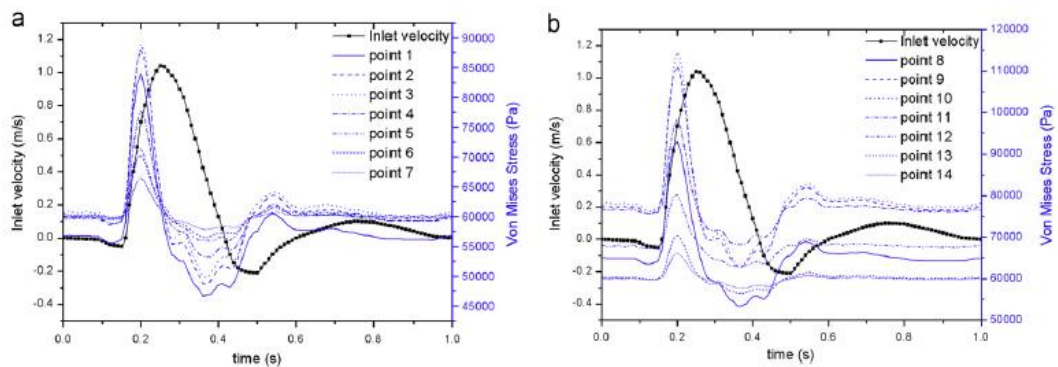 a
Inlet velocity
point 1
point 2
point 3
point 4
point 5
point 6
point 7
1.2
1.0
0.8
0.6
0.4
0.2
0.0
-0.2
-0.4
Inlet velocity (m/s)
90000
85000
80000
75000
70000
65000
60000
55000
50000
45000
Von Mises Stress (Pa)
0.0 0.2 0.4 0.6 0.8 1.0
time (s)
b
Inlet velocity
point 8
point 9
point 10
point 11
point 12
point 13
point 14
1.2
1.0
0.8
0.6
0.4
0.2
0.0
-0.2
-0.4
Inlet velocity (m/s)
120000
110000
100000
90000
80000
70000
60000
50000
Von Mises Stress (Pa)
0.0 0.2 0.4 0.6 0.8 1.0
time (s)